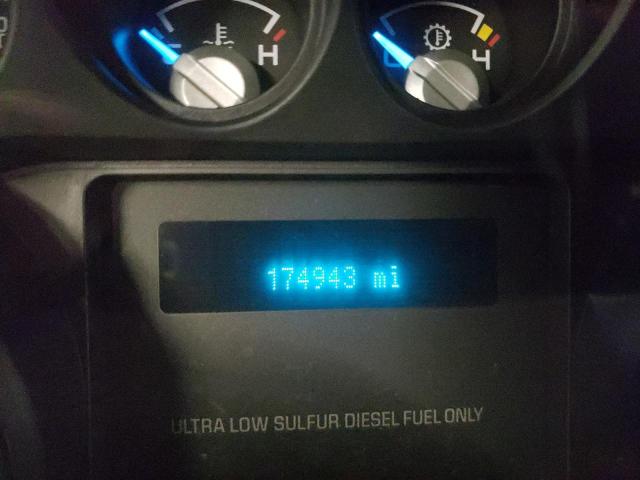 H
4
174943 mi
ULTRA LOW SULFUR DIESEL FUEL ONLY